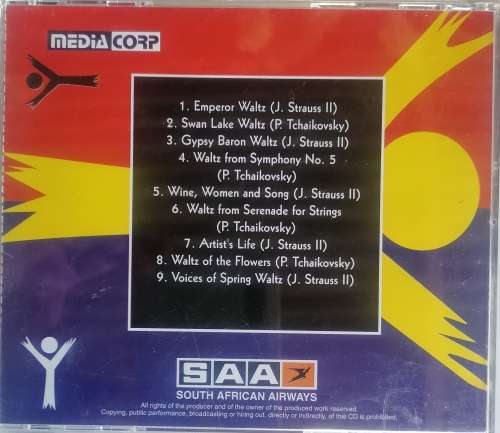 MEDIA CORP
1. Emperor Waltz (J. Strauss II)
2. Swan Lake Waltz (P. Tchaikovsky)
3. Gypsy Baron Waltz (J. Strauss II)
4. Waltz from Symphony No. 5
(P. Tchaikovsky)
5. Wine, Women and Song (J. Strauss II)
6. Waltz from Serenade for Strings
(P. Tchaikovsky)
7. Artist's Life (J. Strauss II)
8. Waltz of the Flowers (P. Tchaikovsky)
9. Voices of Spring Waltz (J. Strauss II)
SAA
SOUTH AFRICAN AIRWAYS
All rights of the producer and of the owner of the produced work reserved.
Copying, public performance, broadcasting or hiring out, directly or indirectly, of this CD is prohibited.